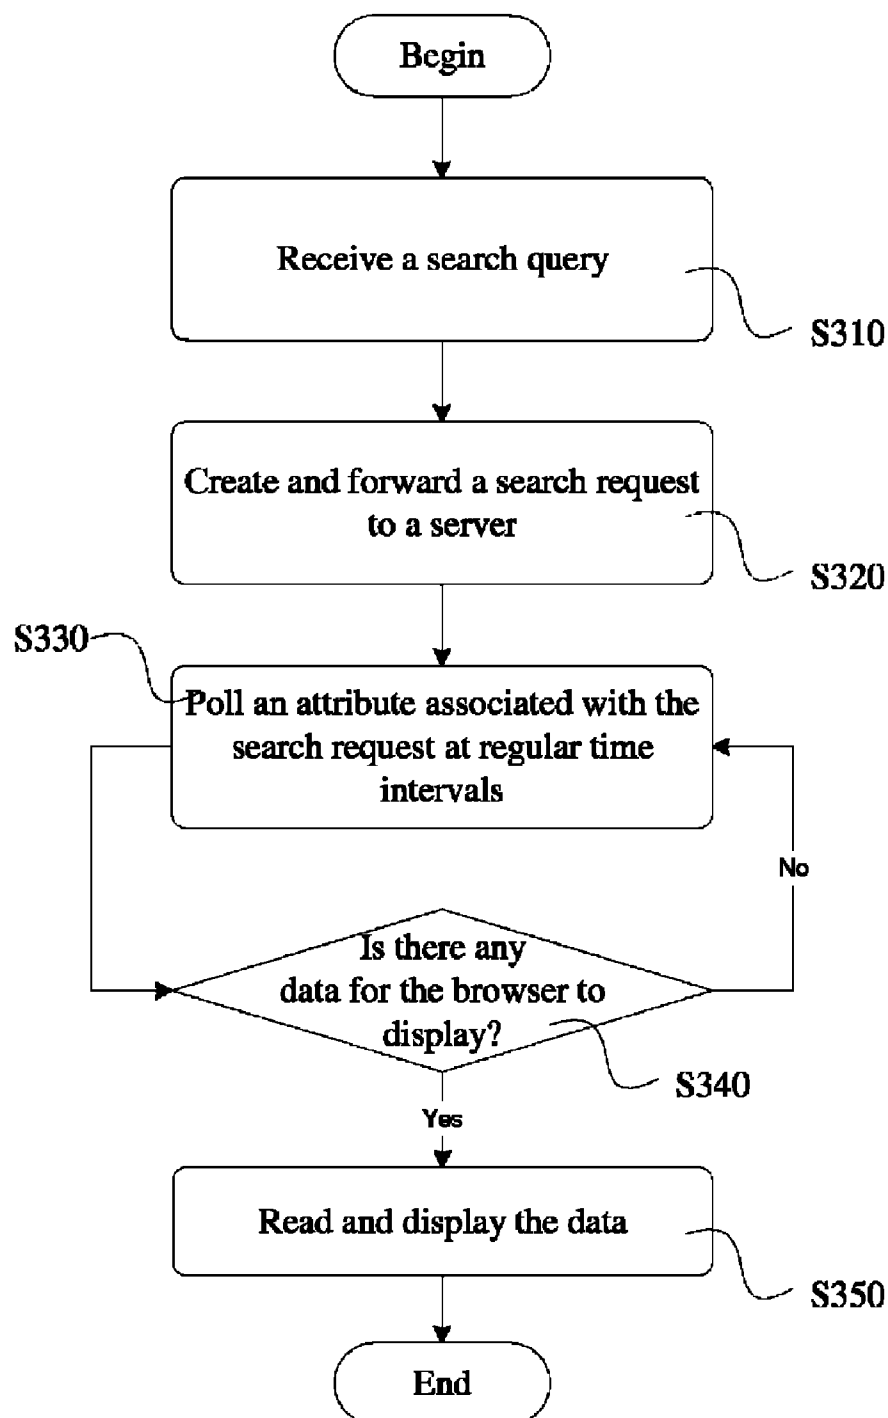 Begin
Receive a search query
S310
Create and forward a search request
to a server
S320
S330
Poll an attribute associated with the
search request at regular time
intervals
No
Is there any
data for the browser to
display?
S340
Yes
Read and display the data
S350
End